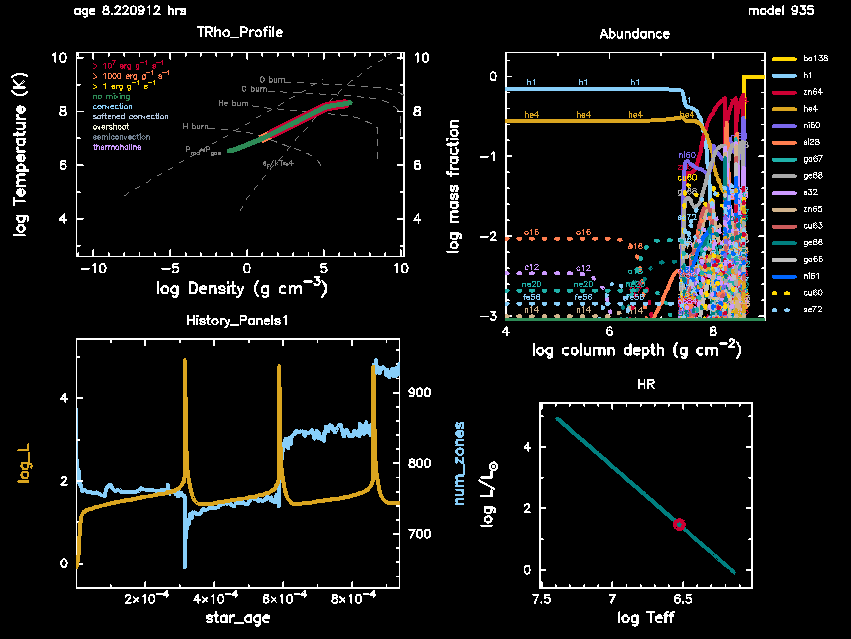 age 8.220912 hrs
model 935
TRho_Profile
log Temperature (K)
10
8
6
4
10
8
6
4
> 10⁷ erg g⁻¹ s⁻¹
> 1000 erg g⁻¹ s⁻¹
> 1 erg g⁻¹ s⁻¹
no mixing
convection
softened convection
overshoot
semiconvection
thermohaline
O burn
C burn
He burn
H burn
−10
−5
0
5
10
log Density (g cm⁻³)
Abundance
log mass fraction
0
−1
−2
−3
h1 h1 h1
he4 he4 he4 he4
ni60
cu60
o16 o16 o16
c12 c12
ne20 ne20 ne20
fe56 fe56 fe56
n14 n14 n14
4
6
8
log column depth (g cm⁻²)
ba138
h1
zn64
he4
ni60
si28
ga67
ge68
s32
zn65
cu63
ge66
ga66
ni61
cu60
se72
History_Panels1
log_L
4
2
0
900
800
700
num_zones
2×10⁻⁴
4×10⁻⁴
6×10⁻⁴
8×10⁻⁴
star_age
HR
log L/L☉
4
2
0
7.5
7
6.5
log Teff